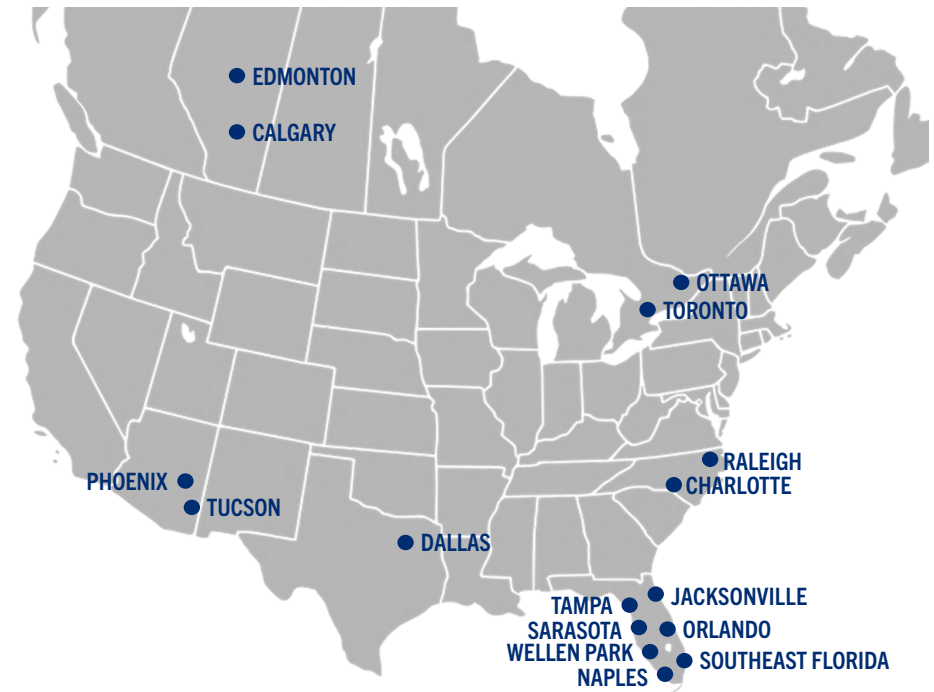 EDMONTON
CALGARY
OTTAWA
TORONTO
RALEIGH
CHARLOTTE
PHOENIX
TUCSON
DALLAS
JACKSONVILLE
TAMPA
SARASOTA
ORLANDO
WELLEN PARK
SOUTHEAST FLORIDA
NAPLES